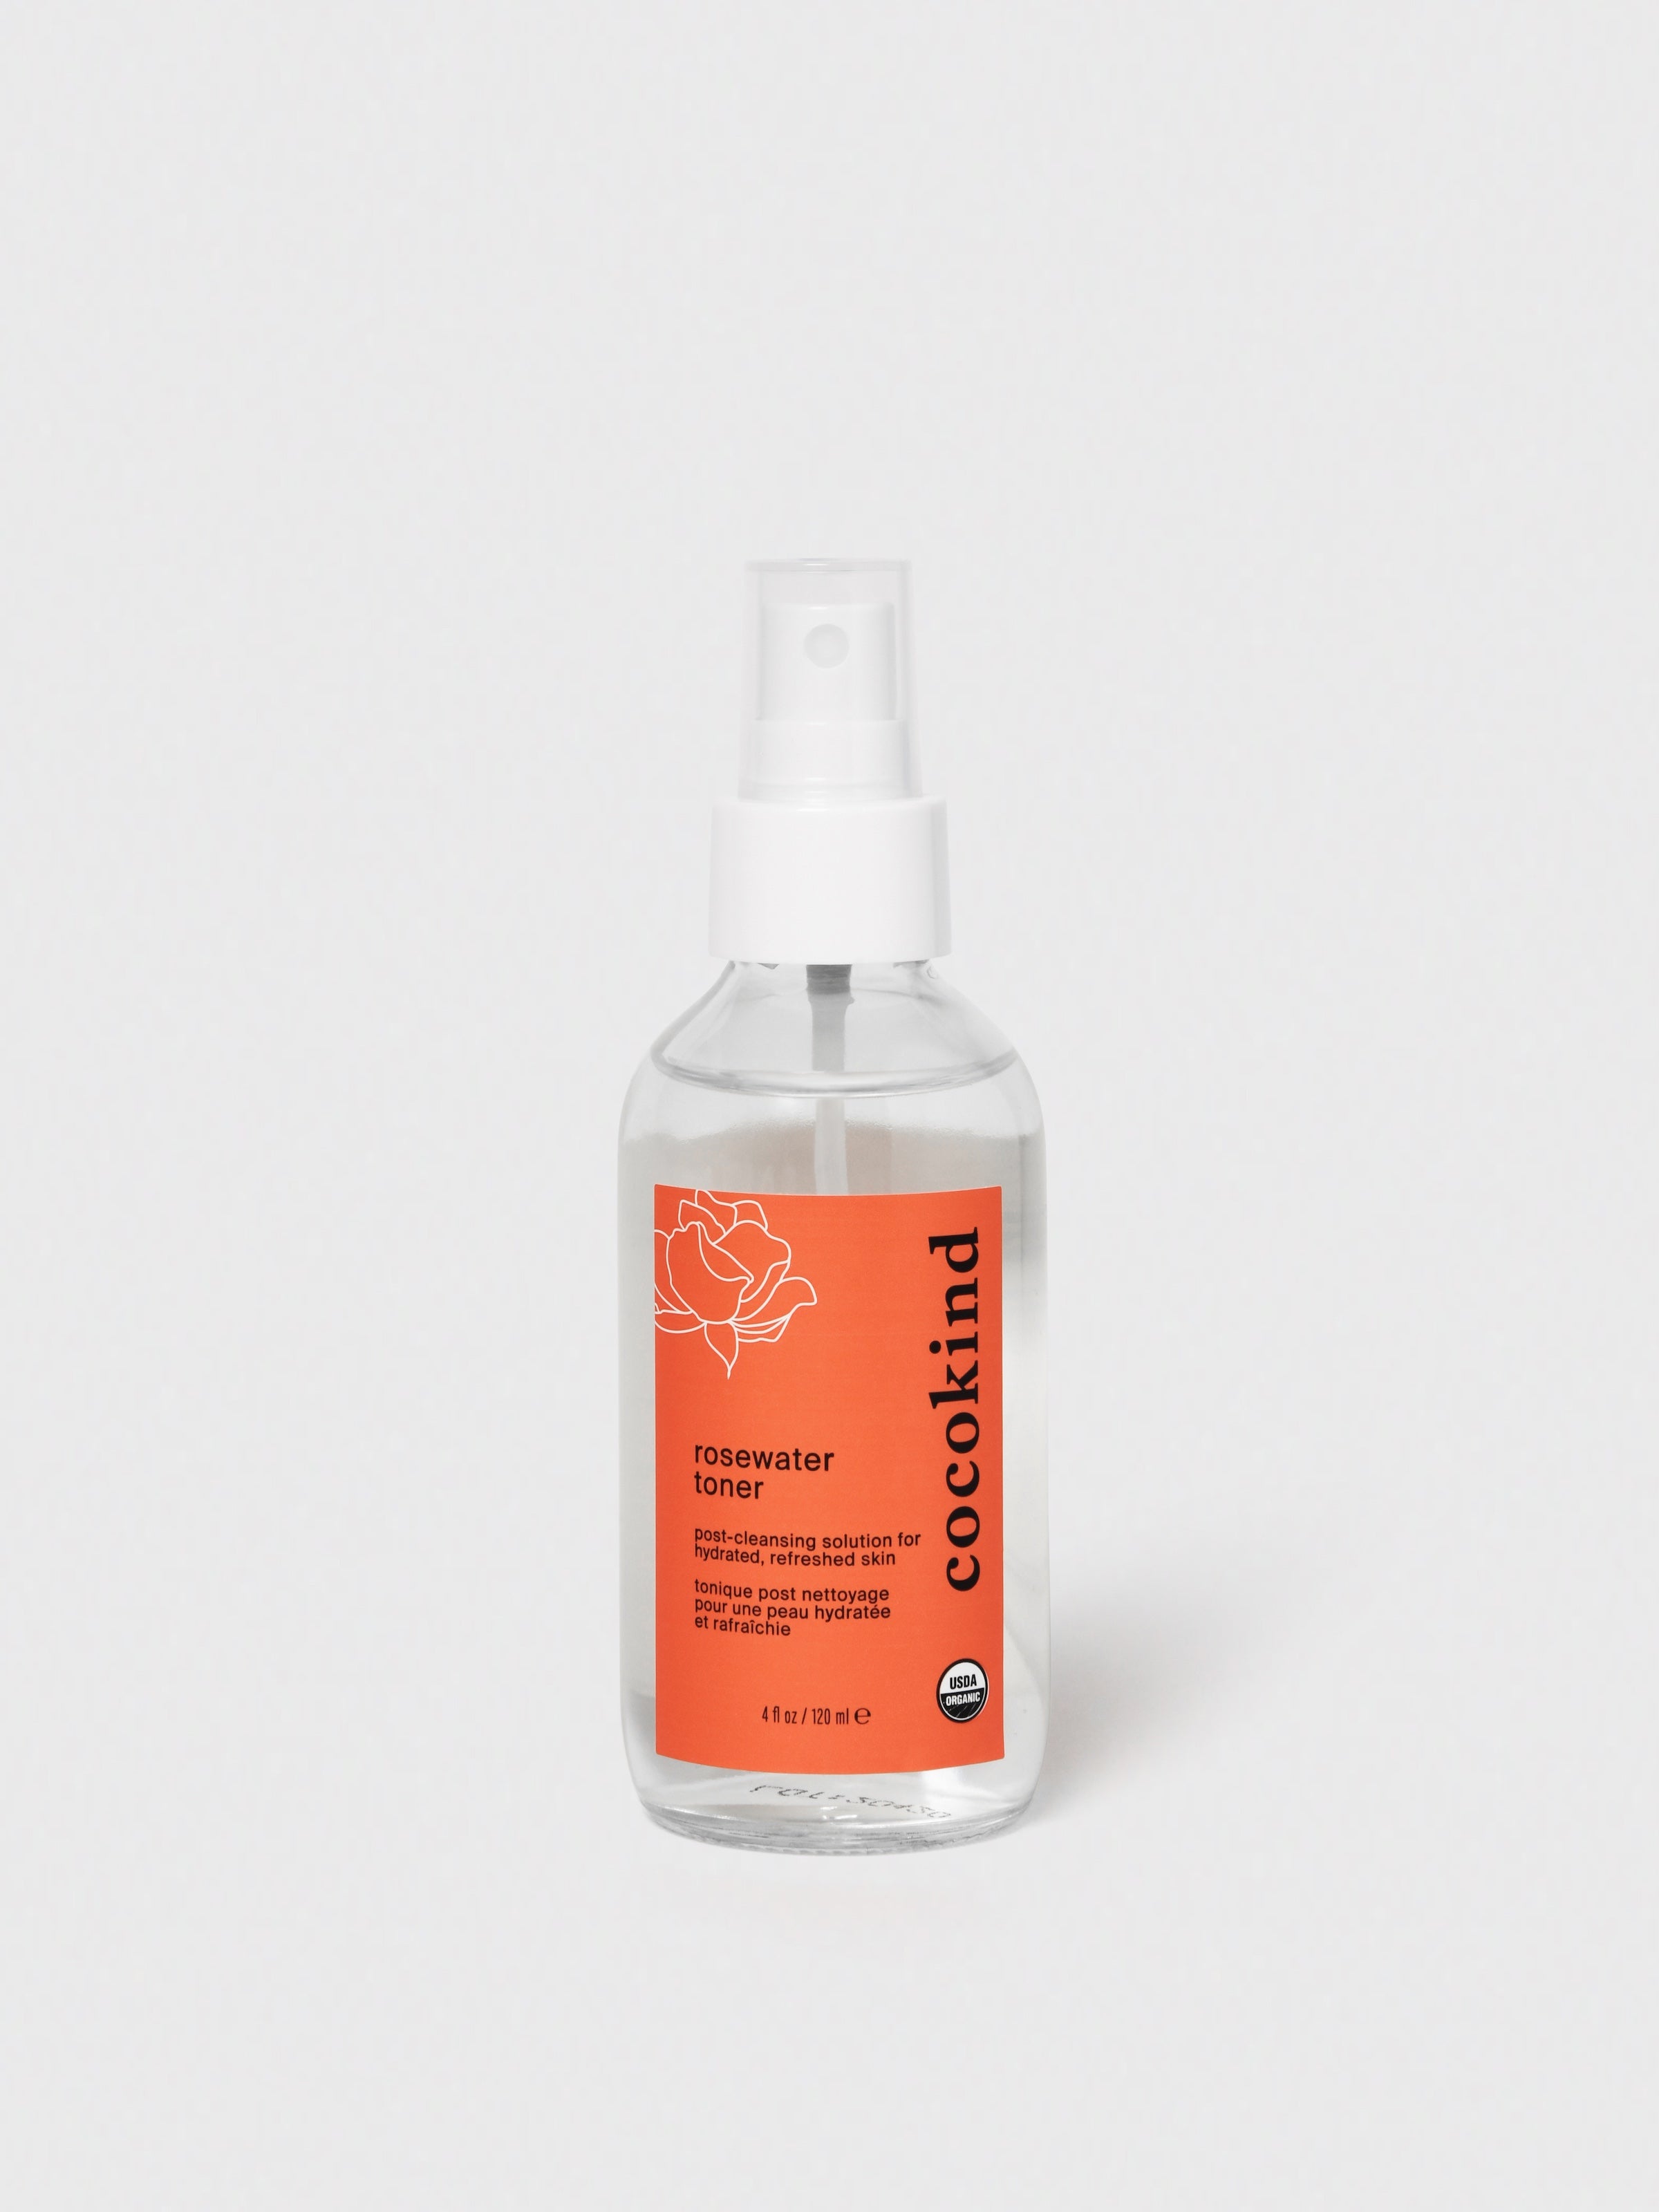 cocokind
rosewater
toner
post-cleansing solution for
hydrated, refreshed skin
tonique post nettoyage
pour une peau hydratée
et rafraîchie
USDA
ORGANIC
4 fl oz / 120 ml ℮